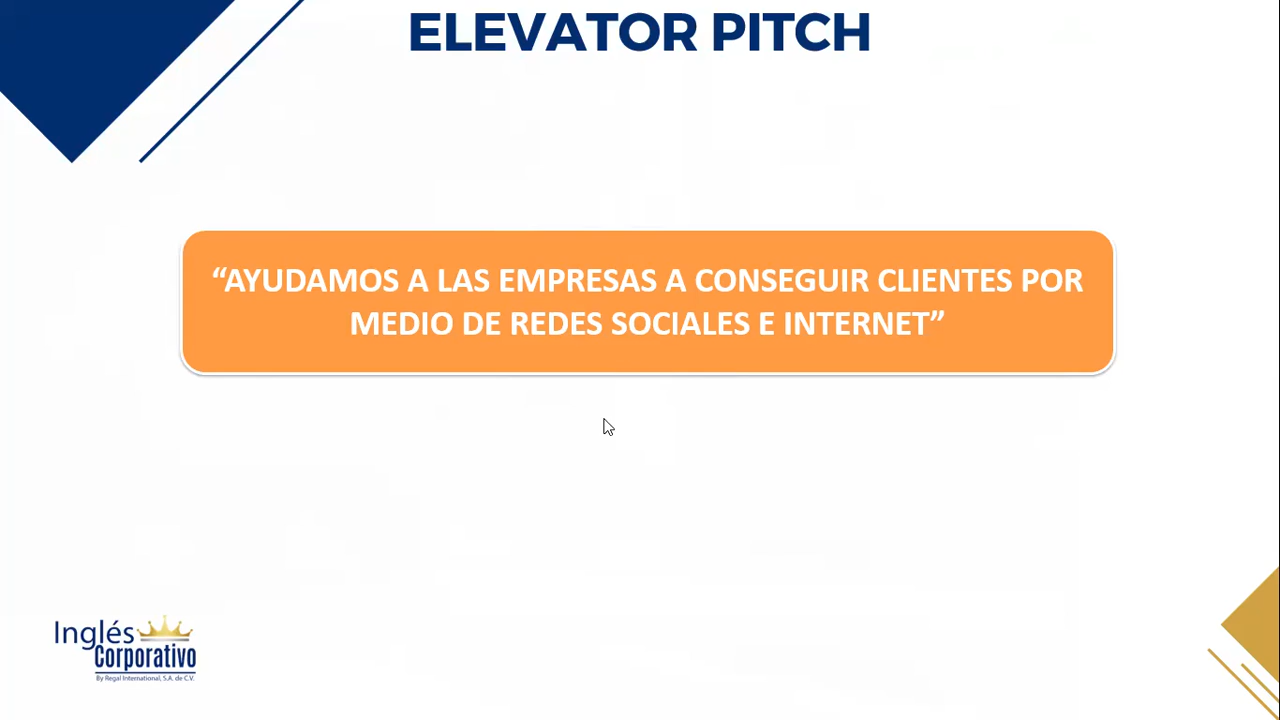 ELEVATOR PITCH
“AYUDAMOS A LAS EMPRESAS A CONSEGUIR CLIENTES POR
MEDIO DE REDES SOCIALES E INTERNET”
Inglés
Corporativo
By Regal International, S.A. de C.V.